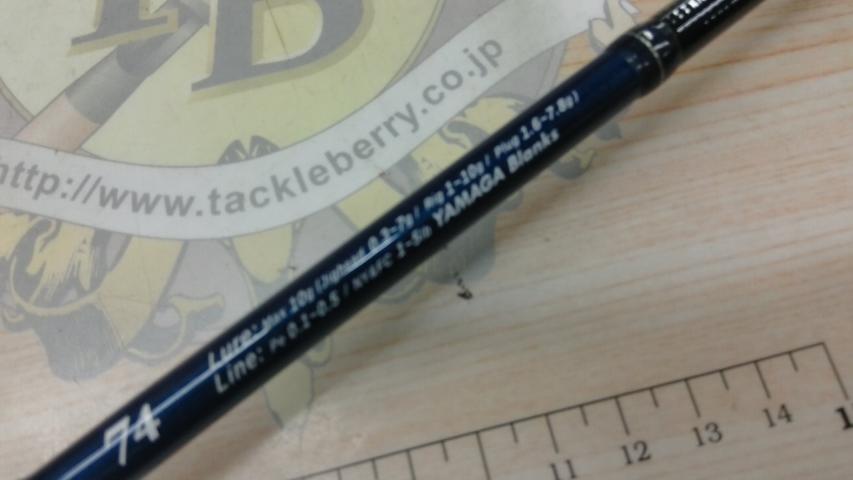 B
http://www.tackleberry.co.jp
Lure: Max 10g (Jighead 0.3~7g / Rig 1~10g / Plug 1.6~7.8g)
Line: Pe 0.1-0.5 / NY&FC 1-5lb YAMAGA Blanks
74
11 12 13 14